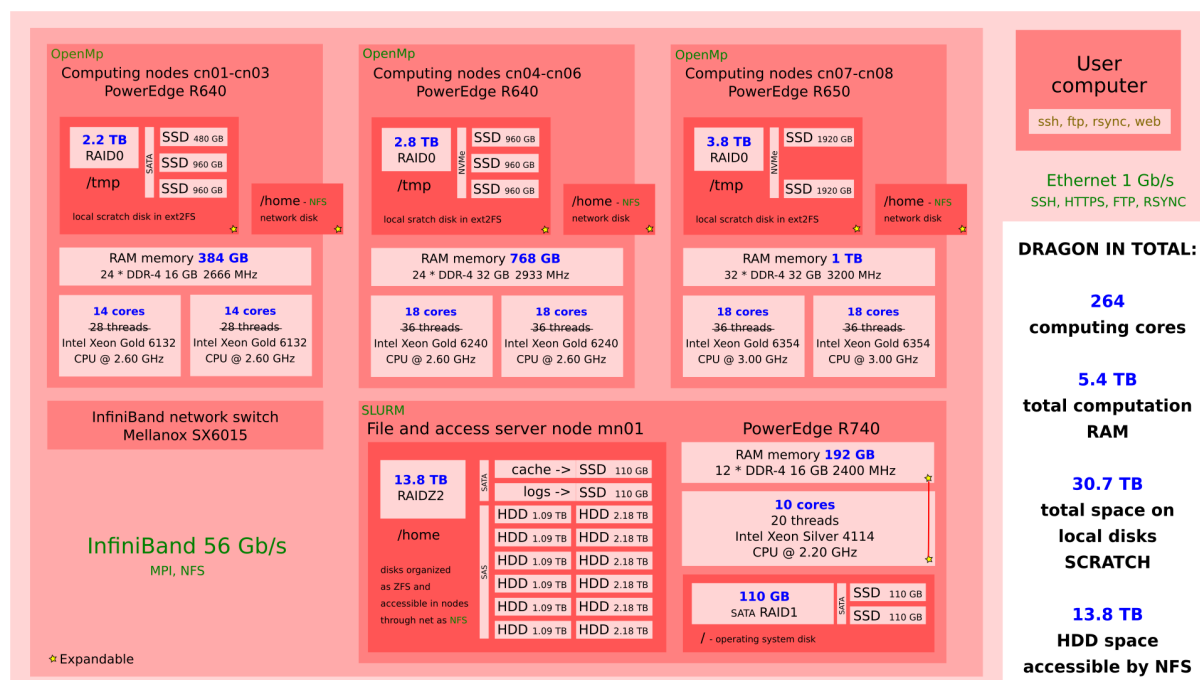 OpenMp
Computing nodes cn01-cn03
PowerEdge R640
2.2 TB
RAID0
/tmp
SATA
SSD 480 GB
SSD 960 GB
SSD 960 GB
local scratch disk in ext2FS
/home - NFS
network disk
RAM memory 384 GB
24 * DDR-4 16 GB 2666 MHz
14 cores
28 threads
Intel Xeon Gold 6132
CPU @ 2.60 GHz
14 cores
28 threads
Intel Xeon Gold 6132
CPU @ 2.60 GHz
OpenMp
Computing nodes cn04-cn06
PowerEdge R640
2.8 TB
RAID0
/tmp
NVMe
SSD 960 GB
SSD 960 GB
SSD 960 GB
local sratch disk in ext2FS
/home - NFS
network disk
RAM memory 768 GB
24 * DDR-4 32 GB 2933 MHz
18 cores
36 threads
Intel Xeon Gold 6240
CPU @ 2.60 GHz
18 cores
36 threads
Intel Xeon Gold 6240
CPU @ 2.60 GHz
OpenMp
Computing nodes cn07-cn08
PowerEdge R650
3.8 TB
RAID0
/tmp
NVMe
SSD 1920 GB
SSD 1920 GB
local scratch disk in ext2FS
/home - NFS
network disk
RAM memory 1 TB
32 * DDR-4 32 GB 3200 MHz
18 cores
36 threads
Intel Xeon Gold 6354
CPU @ 3.00 GHz
18 cores
36 threads
Intel Xeon Gold 6354
CPU @ 3.00 GHz
User
computer
ssh, ftp, rsync, web
Ethernet 1 Gb/s
SSH, HTTPS, FTP, RSYNC
InfiniBand network switch
Mellanox SX6015
InfiniBand 56 Gb/s
MPI, NFS
Expandable
SLURM
File and access server node mn01
PowerEdge R740
13.8 TB
RAIDZ2
/home
disks organized
as ZFS and
accessible in nodes
through net as NFS
SATA
cache -> SSD 110 GB
logs -> SSD 110 GB
SAS
HDD 1.09 TB HDD 2.18 TB
HDD 1.09 TB HDD 2.18 TB
HDD 1.09 TB HDD 2.18 TB
HDD 1.09 TB HDD 2.18 TB
HDD 1.09 TB HDD 2.18 TB
HDD 1.09 TB HDD 2.18 TB
RAM memory 192 GB
12 * DDR-4 16 GB 2400 MHz
10 cores
20 threads
Intel Xeon Silver 4114
CPU @ 2.20 GHz
110 GB
SATA RAID1
SATA
SSD 110 GB
SSD 110 GB
/ - operating system disk
DRAGON IN TOTAL:
264
computing cores
5.4 TB
total computation
RAM
30.7 TB
total space on
local disks
SCRATCH
13.8 TB
HDD space
accessible by NFS